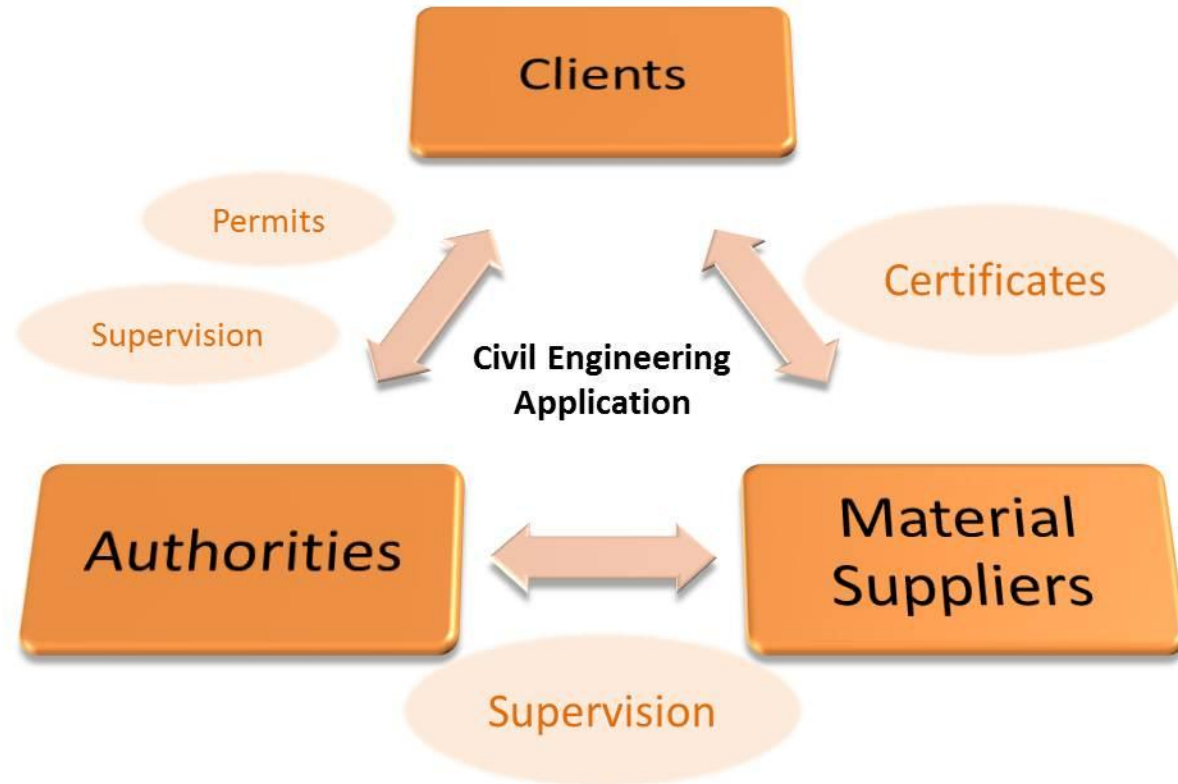 Clients
Permits
Certificates
Supervision
Civil Engineering
Application
Authorities
Material
Suppliers
Supervision